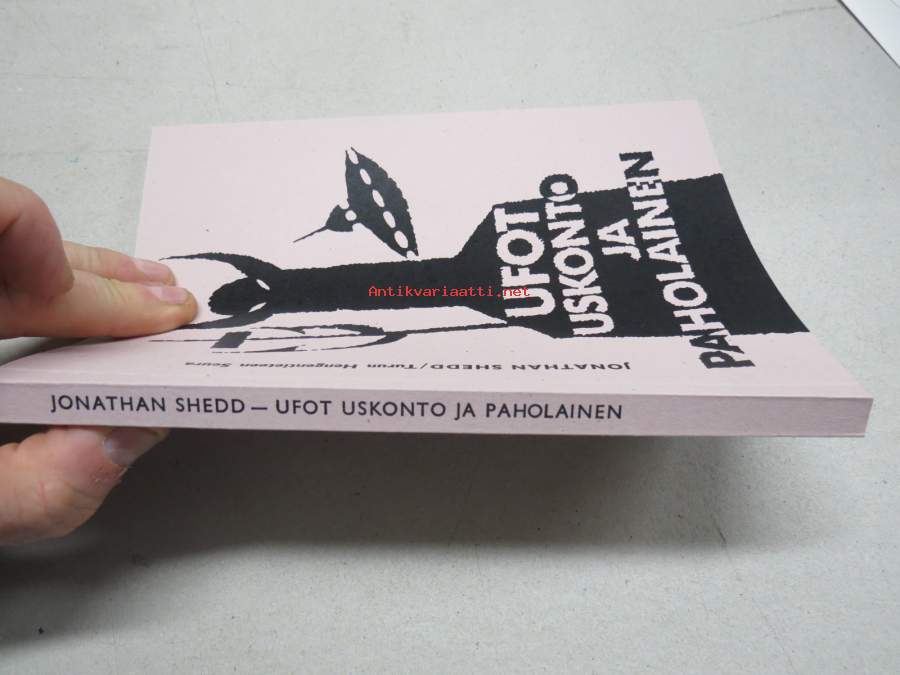 UFOT
USKONTO
JA
PAHOLAINEN
JONATHAN SHEDD/Turun Hengentieteen Seura
JONATHAN SHEDD — UFOT USKONTO JA PAHOLAINEN
Antikvariaatti.net